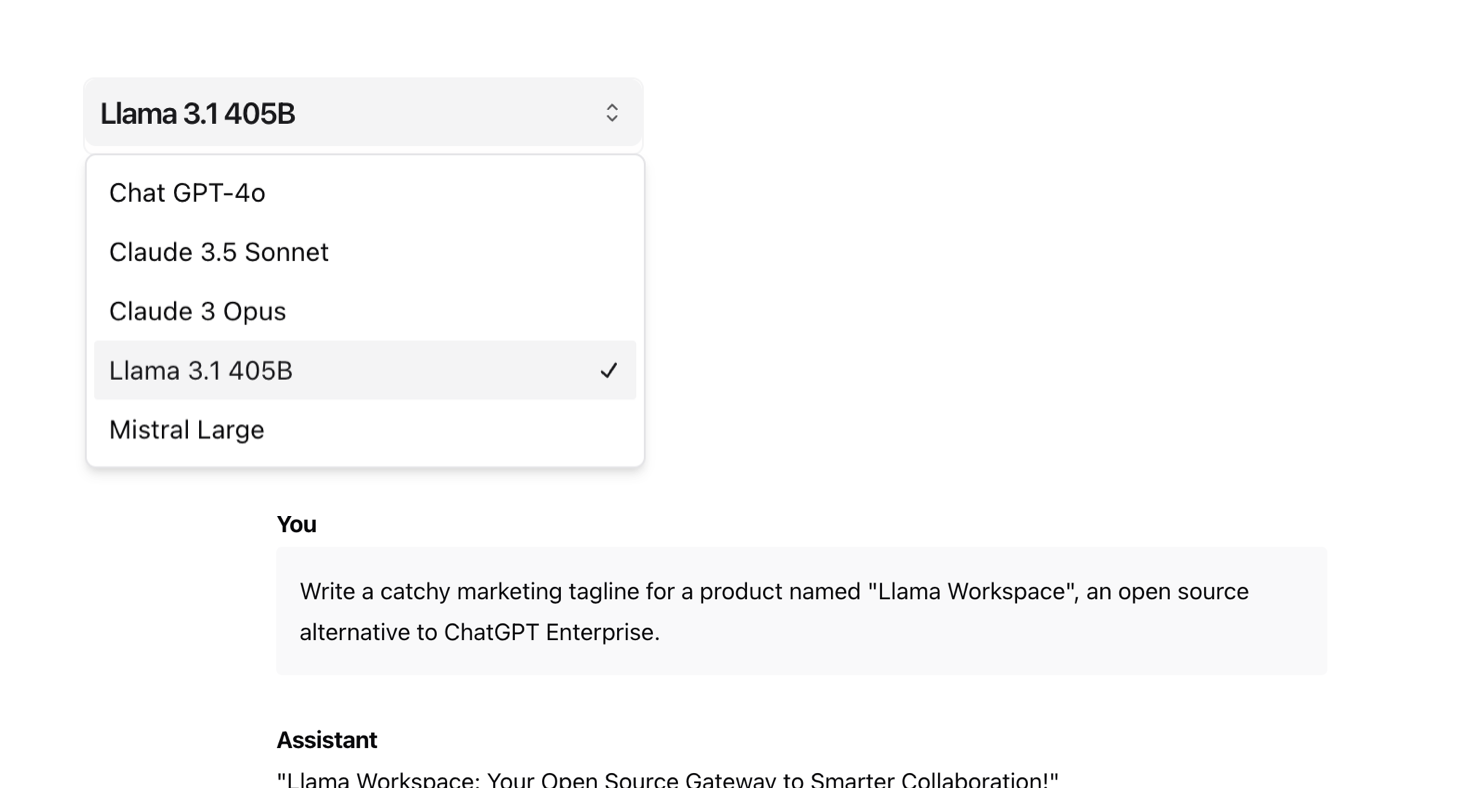 Llama 3.1 405B
Chat GPT-4o
Claude 3.5 Sonnet
Claude 3 Opus
Llama 3.1 405B
Mistral Large
You
Write a catchy marketing tagline for a product named "Llama Workspace", an open source
alternative to ChatGPT Enterprise.
Assistant
"Llama Workspace: Your Open Source Gateway to Smarter Collaboration!"